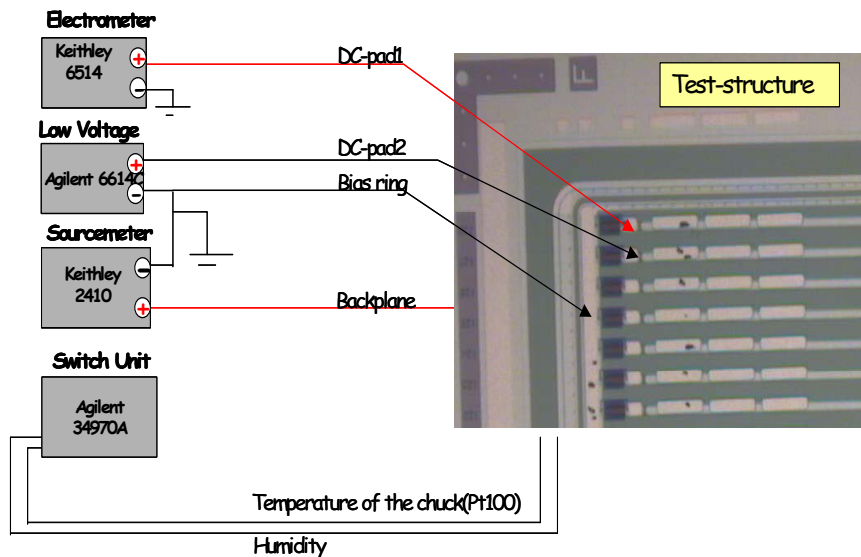 Electrometer
Keithley
6514
+
-
DC-pad1
Test-structure
F
Low Voltage
Agilent 6614C
+
-
DC-pad2
Bias ring
Sourcemeter
Keithley
2410
-
+
Backplane
Switch Unit
Agilent
34970A
Temperature of the chuck(Pt100)
Humidity